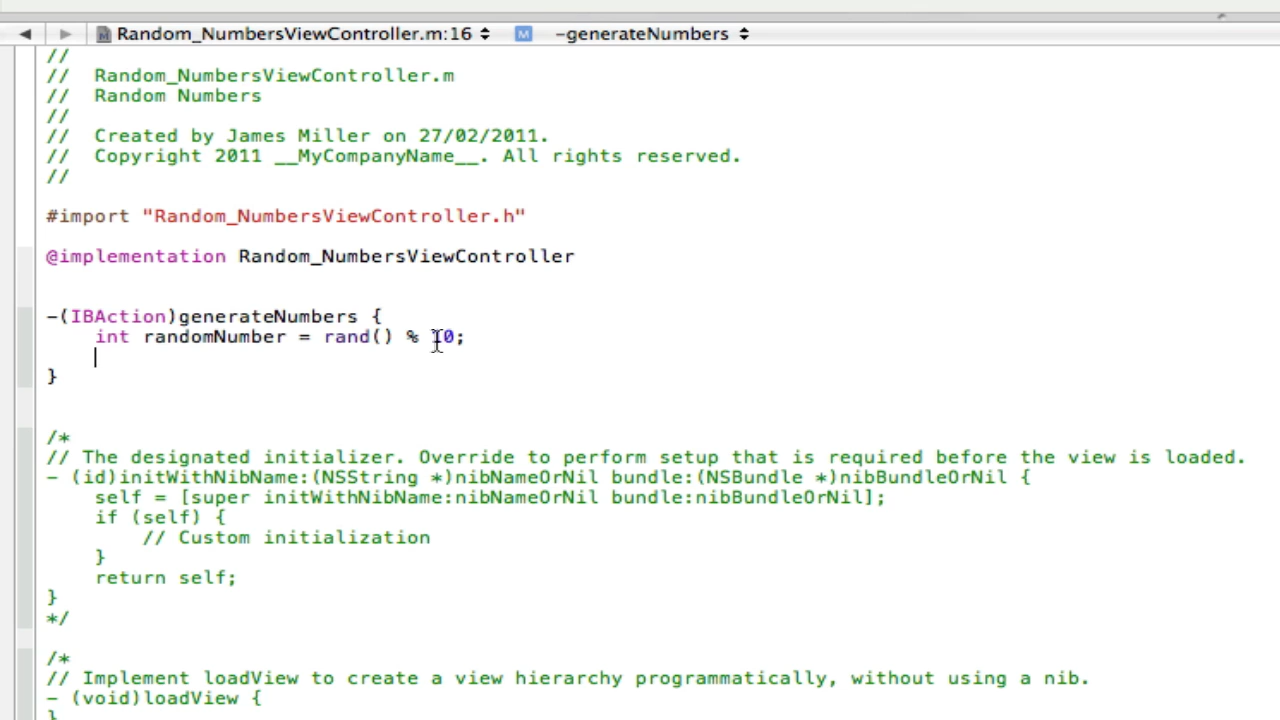 Random_NumbersViewController.m:16 M -generateNumbers
//
// Random_NumbersViewController.m
// Random Numbers
//
// Created by James Miller on 27/02/2011.
// Copyright 2011 __MyCompanyName__. All rights reserved.
//
#import "Random_NumbersViewController.h"
@implementation Random_NumbersViewController
-(IBAction)generateNumbers {
int randomNumber = rand() % 10;
}
/*
// The designated initializer. Override to perform setup that is required before the view is loaded.
- (id)initWithNibName:(NSString *)nibNameOrNil bundle:(NSBundle *)nibBundleOrNil {
self = [super initWithNibName:nibNameOrNil bundle:nibBundleOrNil];
if (self) {
// Custom initialization
}
return self;
}
*/
/*
// Implement loadView to create a view hierarchy programmatically, without using a nib.
- (void)loadView {
}